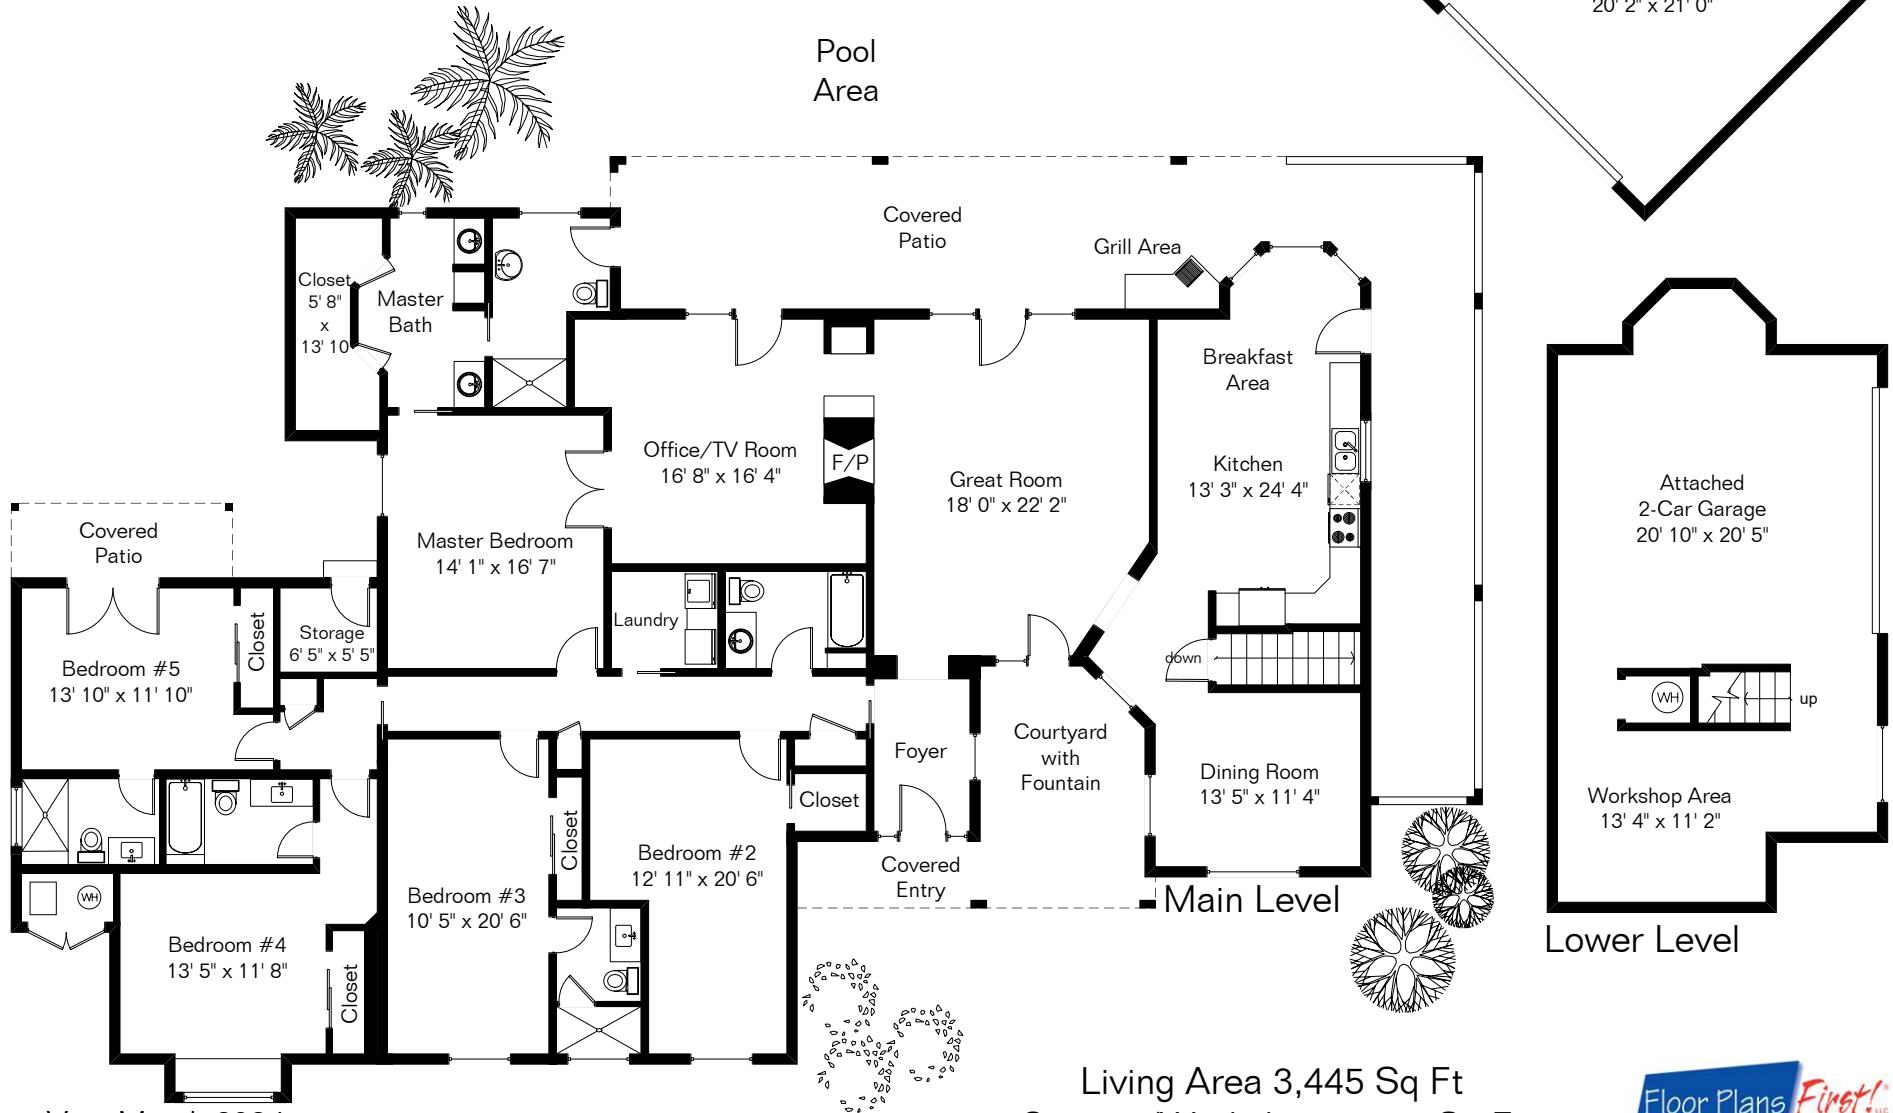 20' 2" x 21' 0"
Pool
Area
Covered
Patio
Grill Area
Closet
5' 8"
x
13' 10
Master
Bath
Breakfast
Area
Office/TV Room
16' 8" x 16' 4"
F/P
Great Room
18' 0" x 22' 2"
Kitchen
13' 3" x 24' 4"
Attached
2-Car Garage
20' 10" x 20' 5"
Covered
Patio
Master Bedroom
14' 1" x 16' 7"
Closet
Storage
6' 5" x 5' 5"
Laundry
Bedroom #5
13' 10" x 11' 10"
down
WH
up
Foyer
Courtyard
with
Fountain
Dining Room
13' 5" x 11' 4"
Closet
Workshop Area
13' 4" x 11' 2"
Closet
Bedroom #2
12' 11" x 20' 6"
Covered
Entry
Bedroom #3
10' 5" x 20' 6"
WH
Main Level
Lower Level
Bedroom #4
13' 5" x 11' 8"
Closet
Living Area 3,445 Sq Ft
Floor Plans First!